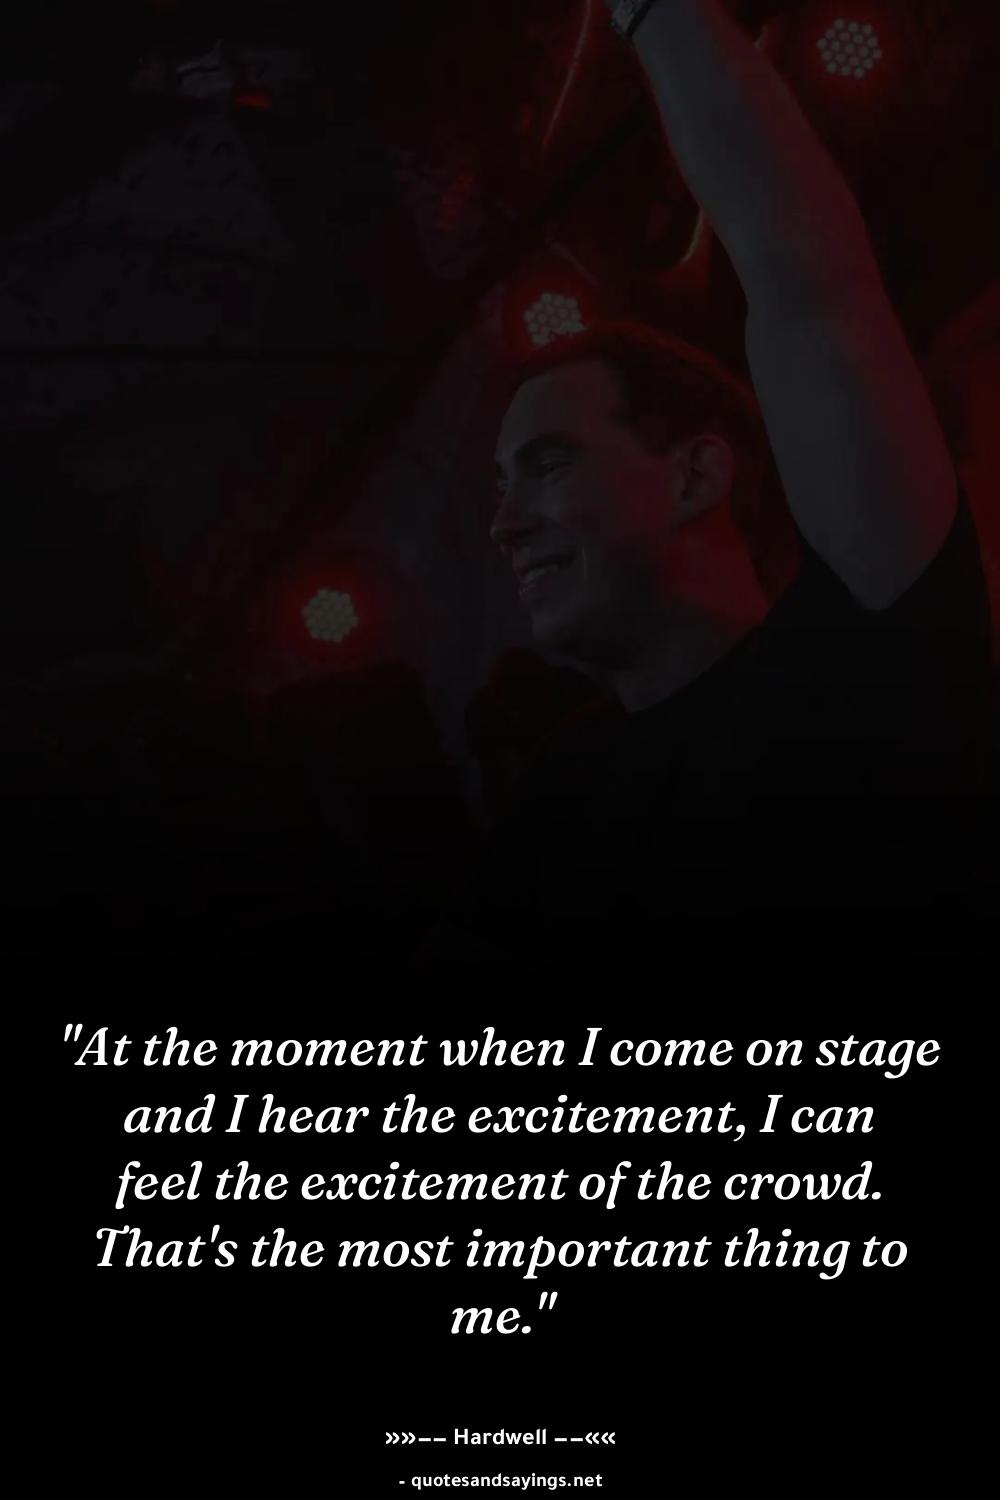 "At the moment when I come on stage
and I hear the excitement, I can
feel the excitement of the crowd.
That's the most important thing to
me."
»»−− Hardwell −−««
- quotesandsayings.net